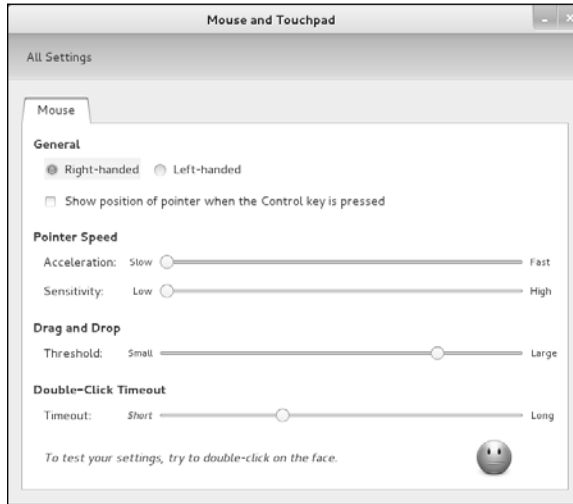 Mouse and Touchpad
All Settings
Mouse
General
Right-handed Left-handed
Show position of pointer when the Control key is pressed
Pointer Speed
Acceleration: Slow Fast
Sensitivity: Low High
Drag and Drop
Threshold: Small Large
Double-Click Timeout
Timeout: Short Long
To test your settings, try to double-click on the face.